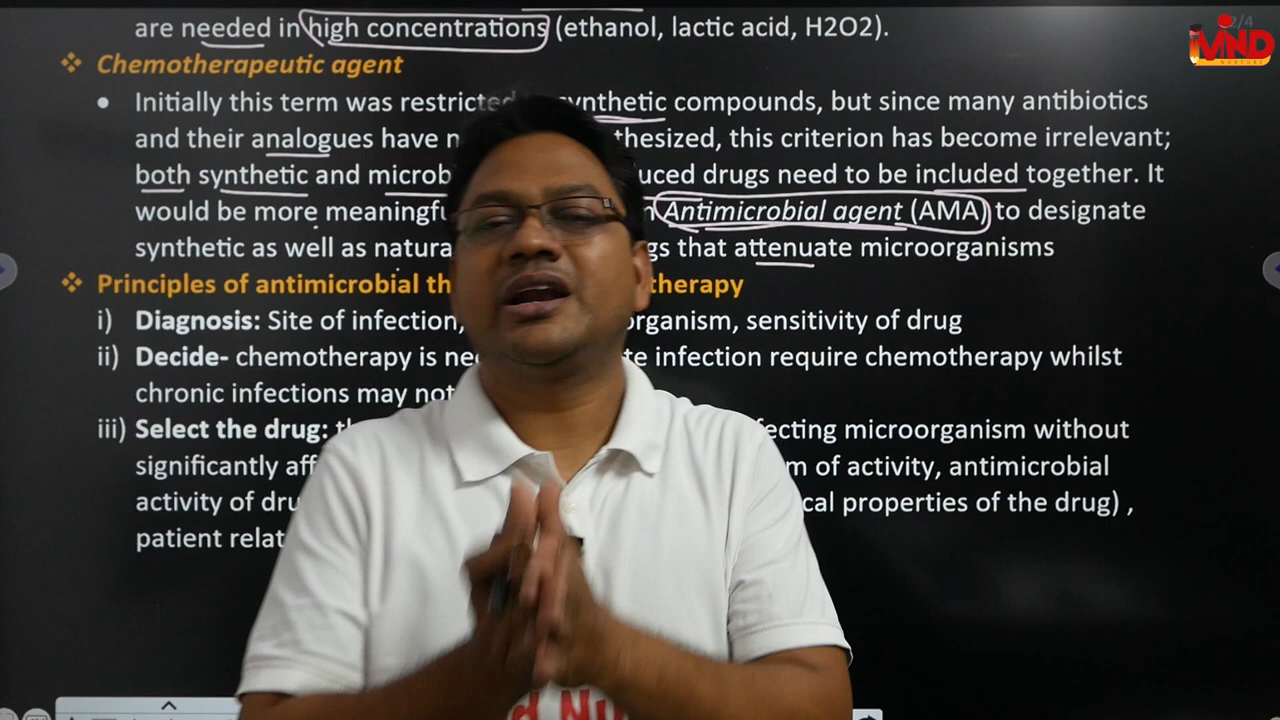 are needed in high concentrations (ethanol, lactic acid, H2O2).
2/4
MIND
NURTURE
❖ Chemotherapeutic agent
• Initially this term was restricted synthetic compounds, but since many antibiotics
and their analogues have thesized, this criterion has become irrelevant;
both synthetic and microb uced drugs need to be included together. It
would be more meaningfu Antimicrobial agent (AMA) to designate
synthetic as well as natura gs that attenuate microorganisms
❖ Principles of antimicrobial th therapy
i) Diagnosis: Site of infection, organism, sensitivity of drug
ii) Decide- chemotherapy is ne te infection require chemotherapy whilst
chronic infections may not
iii) Select the drug: fecting microorganism without
significantly aff m of activity, antimicrobial
activity of dru cal properties of the drug) ,
patient relat